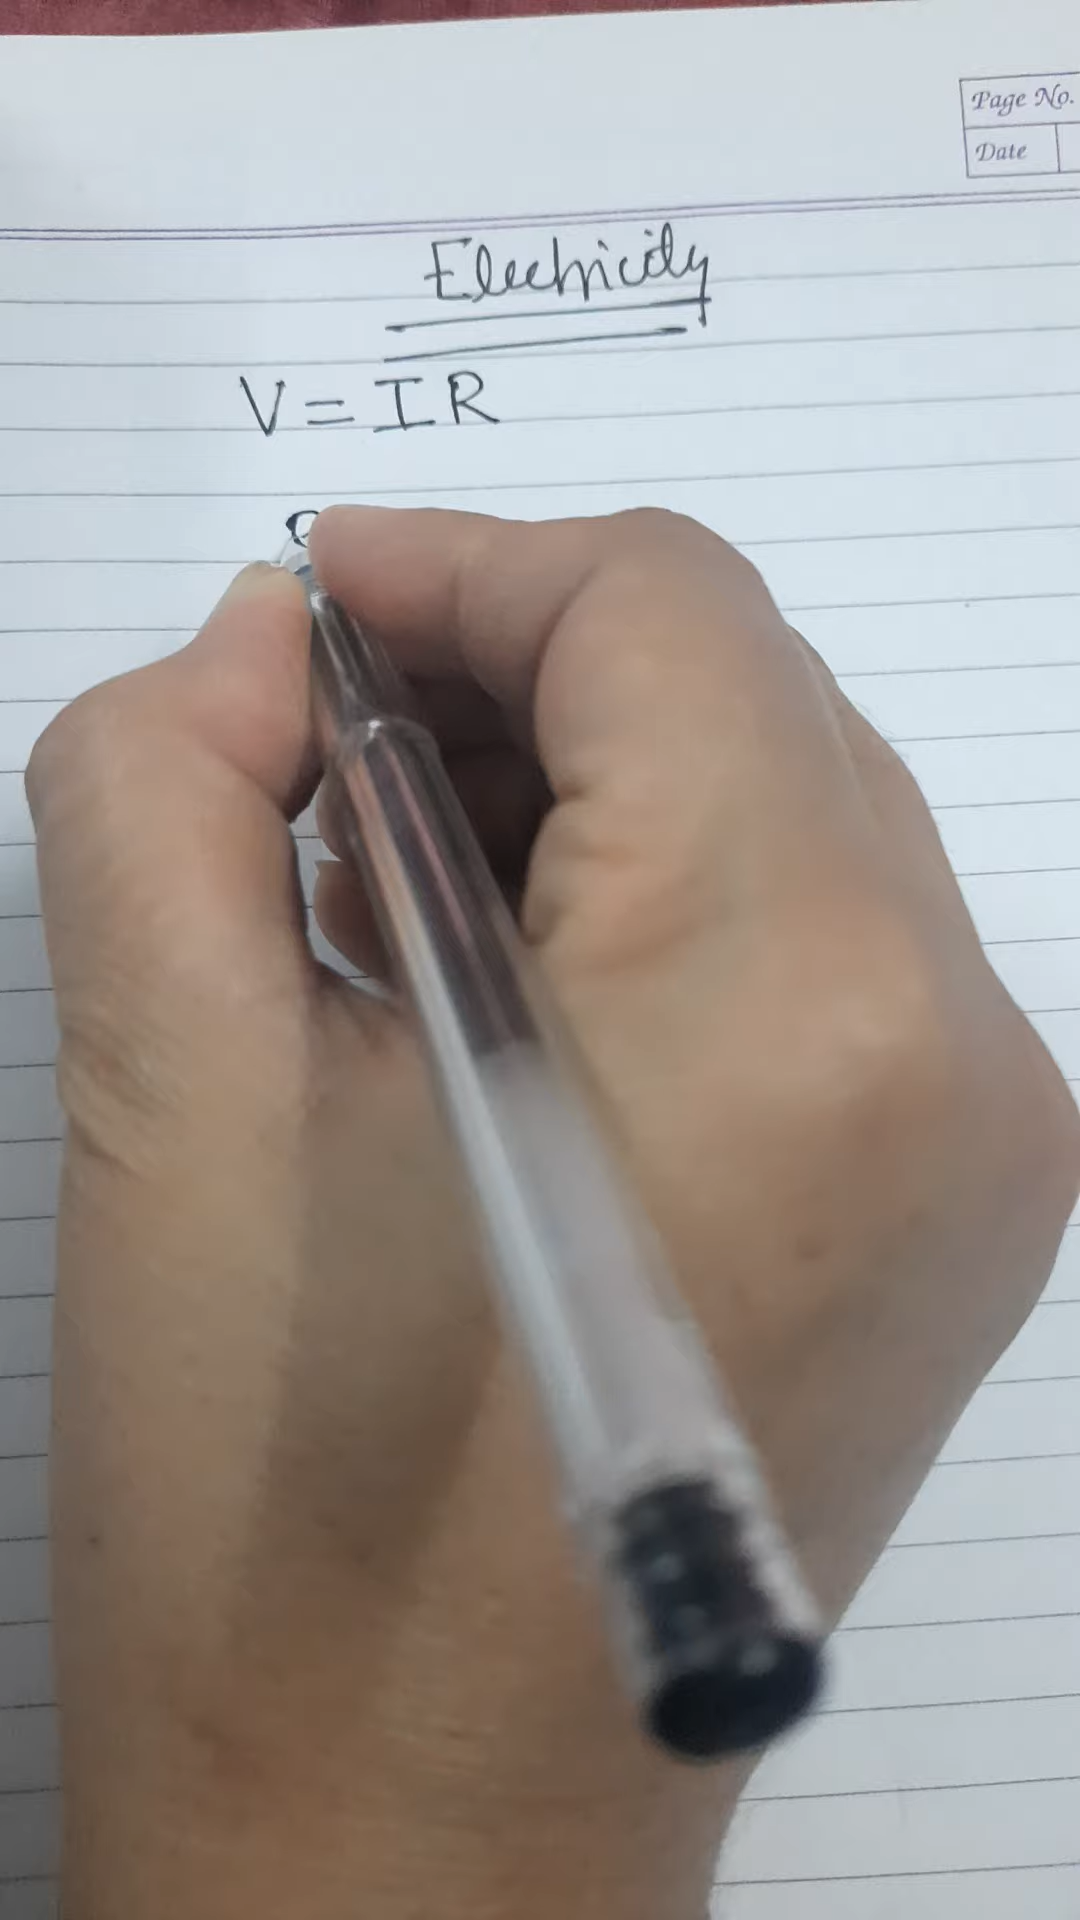 Page No.
Date
Electricity
V = IR